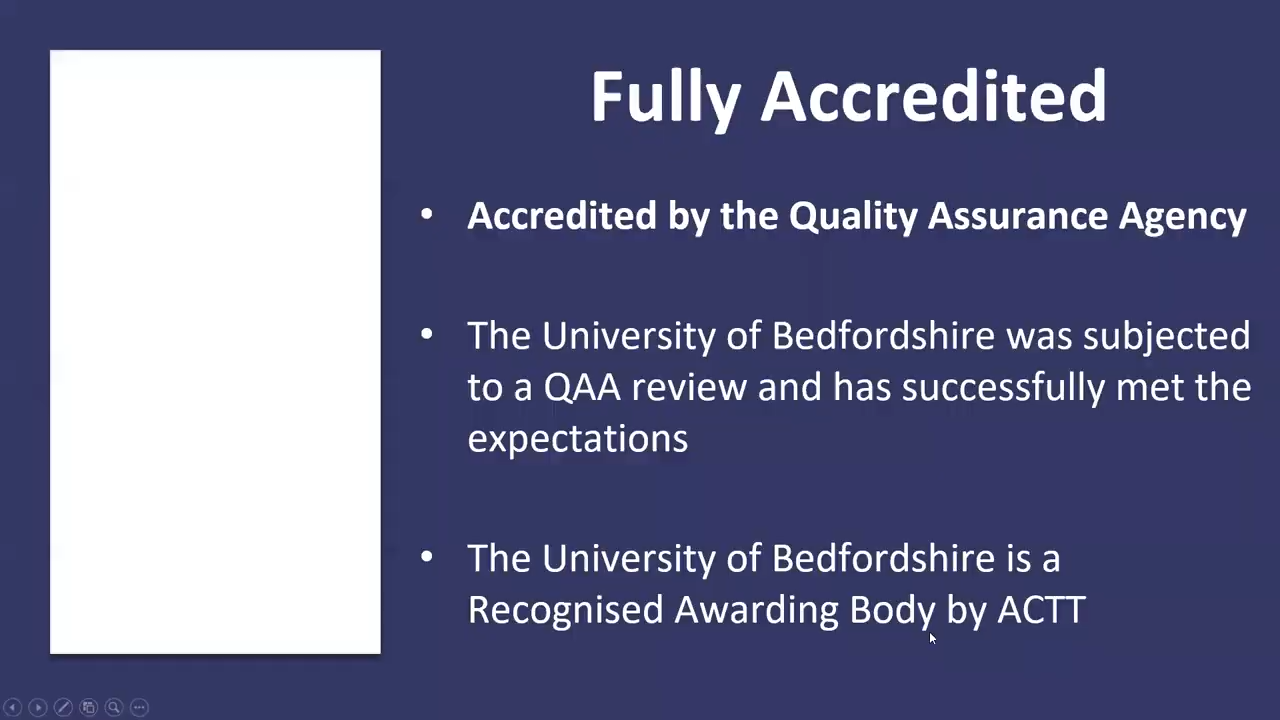 Fully Accredited
• Accredited by the Quality Assurance Agency
• The University of Bedfordshire was subjected
to a QAA review and has successfully met the
expectations
• The University of Bedfordshire is a
Recognised Awarding Body by ACTT